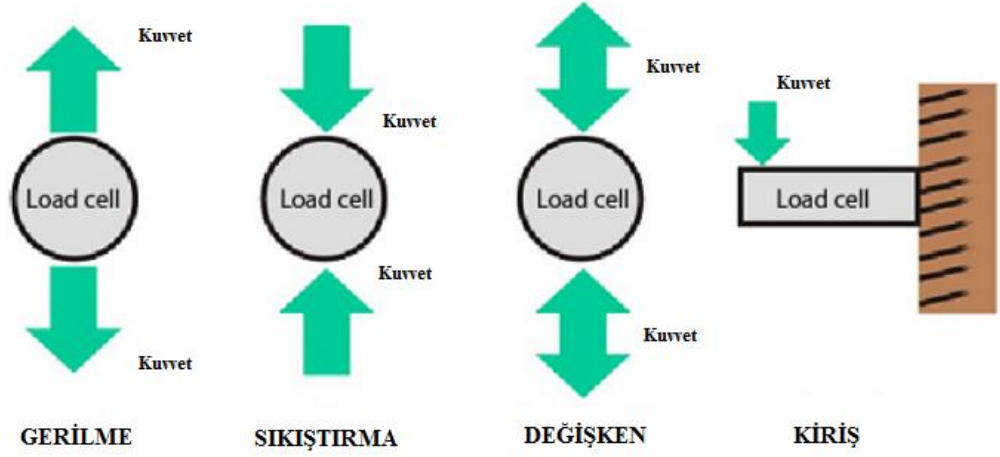 Kuvvet
Load cell
Kuvvet
GERİLME
Kuvvet
Load cell
Kuvvet
SIKIŞTIRMA
Kuvvet
Load cell
Kuvvet
DEĞİŞKEN
Kuvvet
Load cell
KİRİŞ